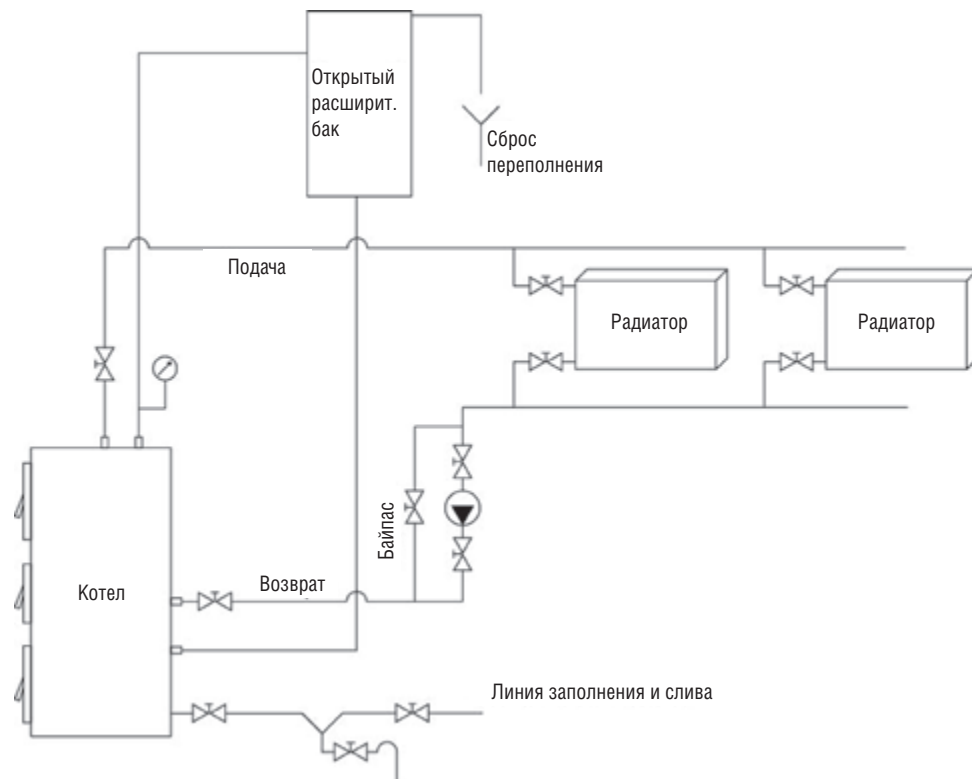 Открытый
расширит.
бак
Сброс
переполнения
Подача
Радиатор
Радиатор
Байпас
Возврат
Котел
Линия заполнения и слива